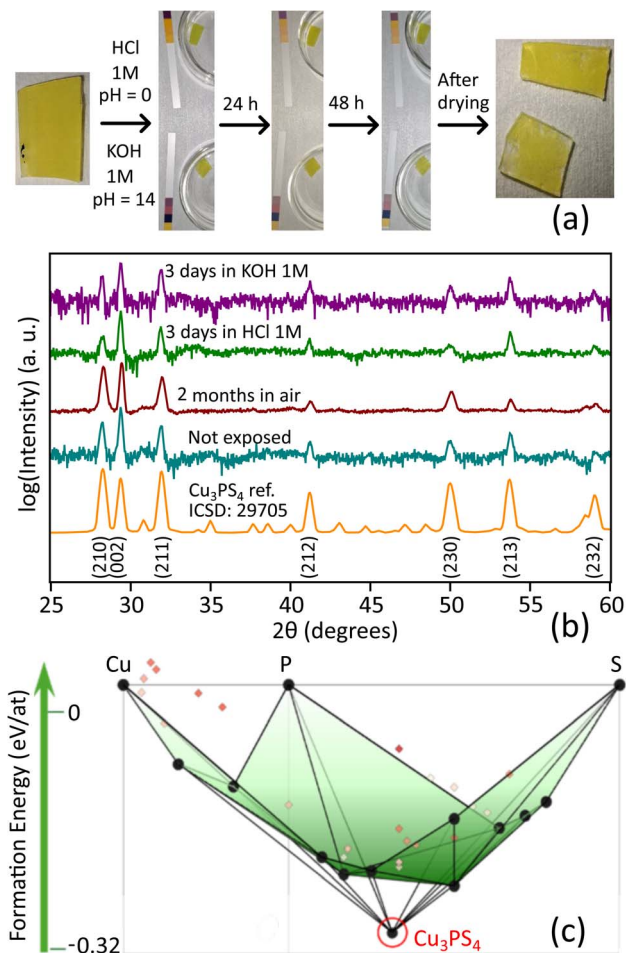 HCl
1M
pH = 0
KOH
1M
pH = 14
24 h
48 h
After
drying
(a)
log(Intensity) (a. u.)
3 days in KOH 1M
3 days in HCl 1M
2 months in air
Not exposed
Cu₃PS₄ ref.
ICSD: 29705
(210)
(002)
(211)
(212)
(230)
(213)
(232)
25 30 35 40 45 50 55 60
2θ (degrees)
(b)
Formation Energy (eV/at)
Cu P S
0
-0.32
Cu₃PS₄
(c)